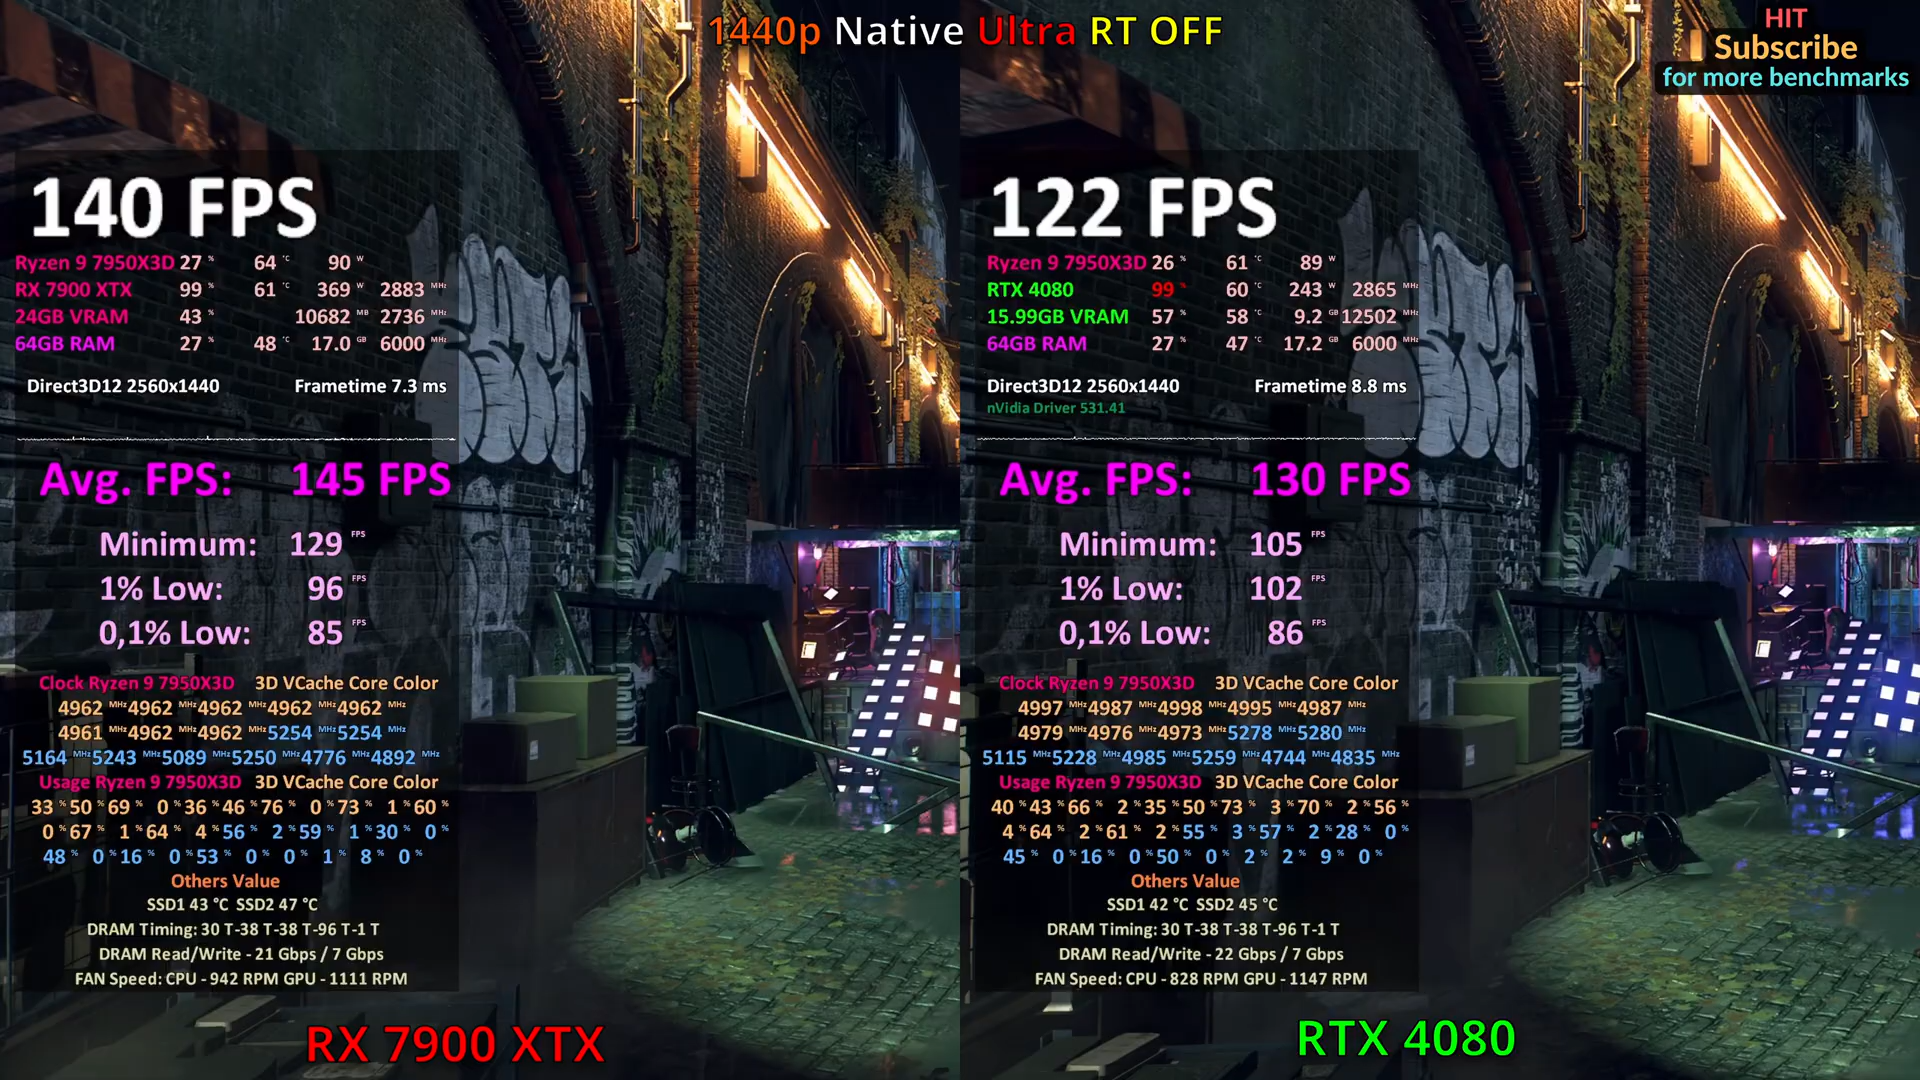 1440p Native Ultra RT OFF
HIT
Subscribe
for more benchmarks
140 FPS
Ryzen 9 7950X3D 27 % 64 °C 90 W
RX 7900 XTX 99 % 61 °C 369 W 2883 MHz
24GB VRAM 43 % 10682 MB 2736 MHz
64GB RAM 27 % 48 °C 17.0 GB 6000 MHz
Direct3D12 2560x1440 Frametime 7.3 ms
Avg. FPS: 145 FPS
Minimum: 129 FPS
1% Low: 96 FPS
0,1% Low: 85 FPS
Clock Ryzen 9 7950X3D 3D VCache Core Color
4962 MHz 4962 MHz 4962 MHz 4962 MHz 4962 MHz
4961 MHz 4962 MHz 4962 MHz 5254 MHz 5254 MHz
5164 MHz 5243 MHz 5089 MHz 5250 MHz 4776 MHz 4892 MHz
Usage Ryzen 9 7950X3D 3D VCache Core Color
33 % 50 % 69 % 0 % 36 % 46 % 76 % 0 % 73 % 1 % 60 %
0 % 67 % 1 % 64 % 4 % 56 % 2 % 59 % 1 % 30 % 0 %
48 % 0 % 16 % 0 % 53 % 0 % 0 % 1 % 8 % 0 %
Others Value
SSD1 43 °C SSD2 47 °C
DRAM Timing: 30 T-38 T-38 T-96 T-1 T
DRAM Read/Write - 21 Gbps / 7 Gbps
FAN Speed: CPU - 942 RPM GPU - 1111 RPM
RX 7900 XTX
122 FPS
Ryzen 9 7950X3D 26 % 61 °C 89 W
RTX 4080 99 % 60 °C 243 W 2865 MHz
15.99GB VRAM 57 % 58 °C 9.2 GB 12502 MHz
64GB RAM 27 % 47 °C 17.2 GB 6000 MHz
Direct3D12 2560x1440 Frametime 8.8 ms
nVidia Driver 531.41
Avg. FPS: 130 FPS
Minimum: 105 FPS
1% Low: 102 FPS
0,1% Low: 86 FPS
Clock Ryzen 9 7950X3D 3D VCache Core Color
4997 MHz 4987 MHz 4998 MHz 4995 MHz 4987 MHz
4979 MHz 4976 MHz 4973 MHz 5278 MHz 5280 MHz
5115 MHz 5228 MHz 4985 MHz 5259 MHz 4744 MHz 4835 MHz
Usage Ryzen 9 7950X3D 3D VCache Core Color
40 % 43 % 66 % 2 % 35 % 50 % 73 % 3 % 70 % 2 % 56 %
4 % 64 % 2 % 61 % 2 % 55 % 3 % 57 % 2 % 28 % 0 %
45 % 0 % 16 % 0 % 50 % 0 % 2 % 2 % 9 % 0 %
Others Value
SSD1 42 °C SSD2 45 °C
DRAM Timing: 30 T-38 T-38 T-96 T-1 T
DRAM Read/Write - 22 Gbps / 7 Gbps
FAN Speed: CPU - 828 RPM GPU - 1147 RPM
RTX 4080